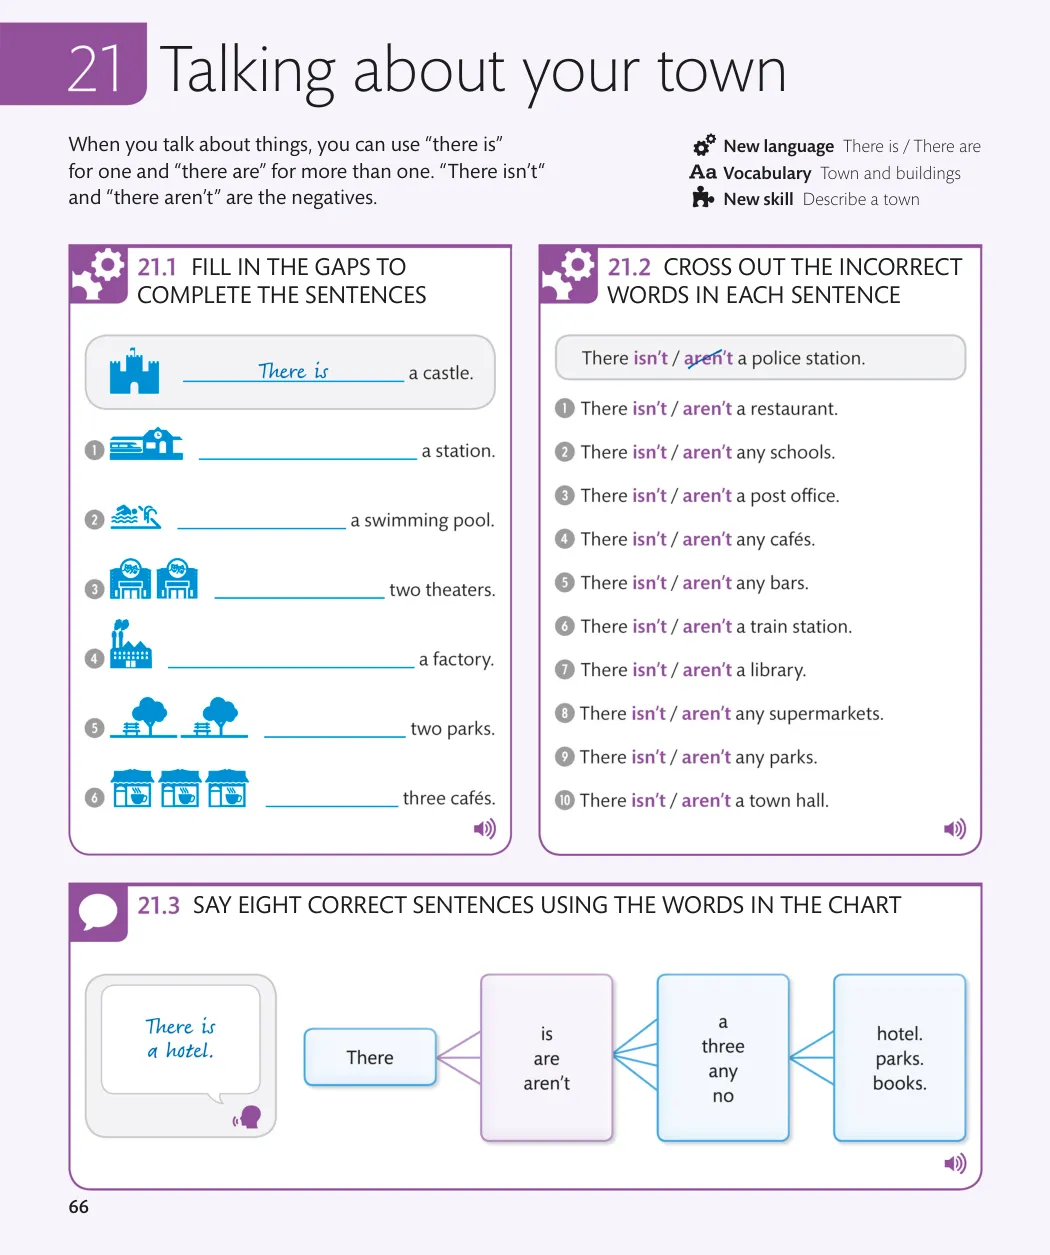 21 Talking about your town
When you talk about things, you can use “there is”
for one and “there are” for more than one. “There isn’t“
and “there aren’t” are the negatives.
New language There is / There are
Aa Vocabulary Town and buildings
New skill Describe a town
21.1 FILL IN THE GAPS TO
COMPLETE THE SENTENCES
There is a castle.
1 a station.
2 a swimming pool.
3 two theaters.
4 a factory.
5 two parks.
6 three cafés.
21.2 CROSS OUT THE INCORRECT
WORDS IN EACH SENTENCE
There isn’t / aren’t a police station.
1 There isn’t / aren’t a restaurant.
2 There isn’t / aren’t any schools.
3 There isn’t / aren’t a post office.
4 There isn’t / aren’t any cafés.
5 There isn’t / aren’t any bars.
6 There isn’t / aren’t a train station.
7 There isn’t / aren’t a library.
8 There isn’t / aren’t any supermarkets.
9 There isn’t / aren’t any parks.
10 There isn’t / aren’t a town hall.
21.3 SAY EIGHT CORRECT SENTENCES USING THE WORDS IN THE CHART
There is
a hotel.
There
is
are
aren’t
a
three
any
no
hotel.
parks.
books.
66